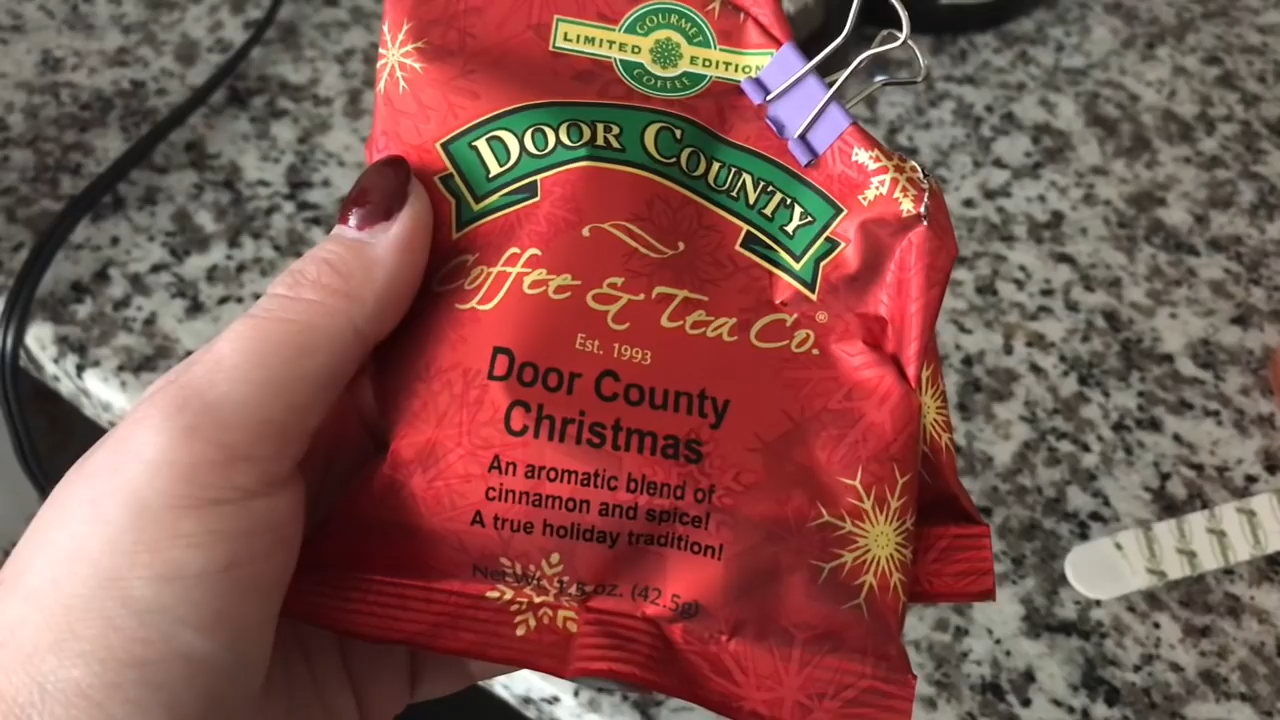 GOURMET
LIMITED EDITION
COFFEE
DOOR COUNTY
Coffee & Tea Co.®
Est. 1993
Door County
Christmas
An aromatic blend of
cinnamon and spice!
A true holiday tradition!
Net Wt. 1.5 oz. (42.5g)